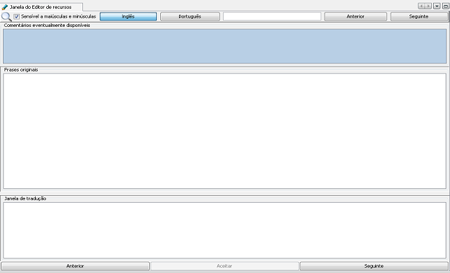 Janela do Editor de recursos
Sensível a maiúsculas e minúsculas Inglês Português Anterior Seguinte
Comentários eventualmente disponíveis
Frases originais
Janela de tradução
Anterior Aceitar Seguinte